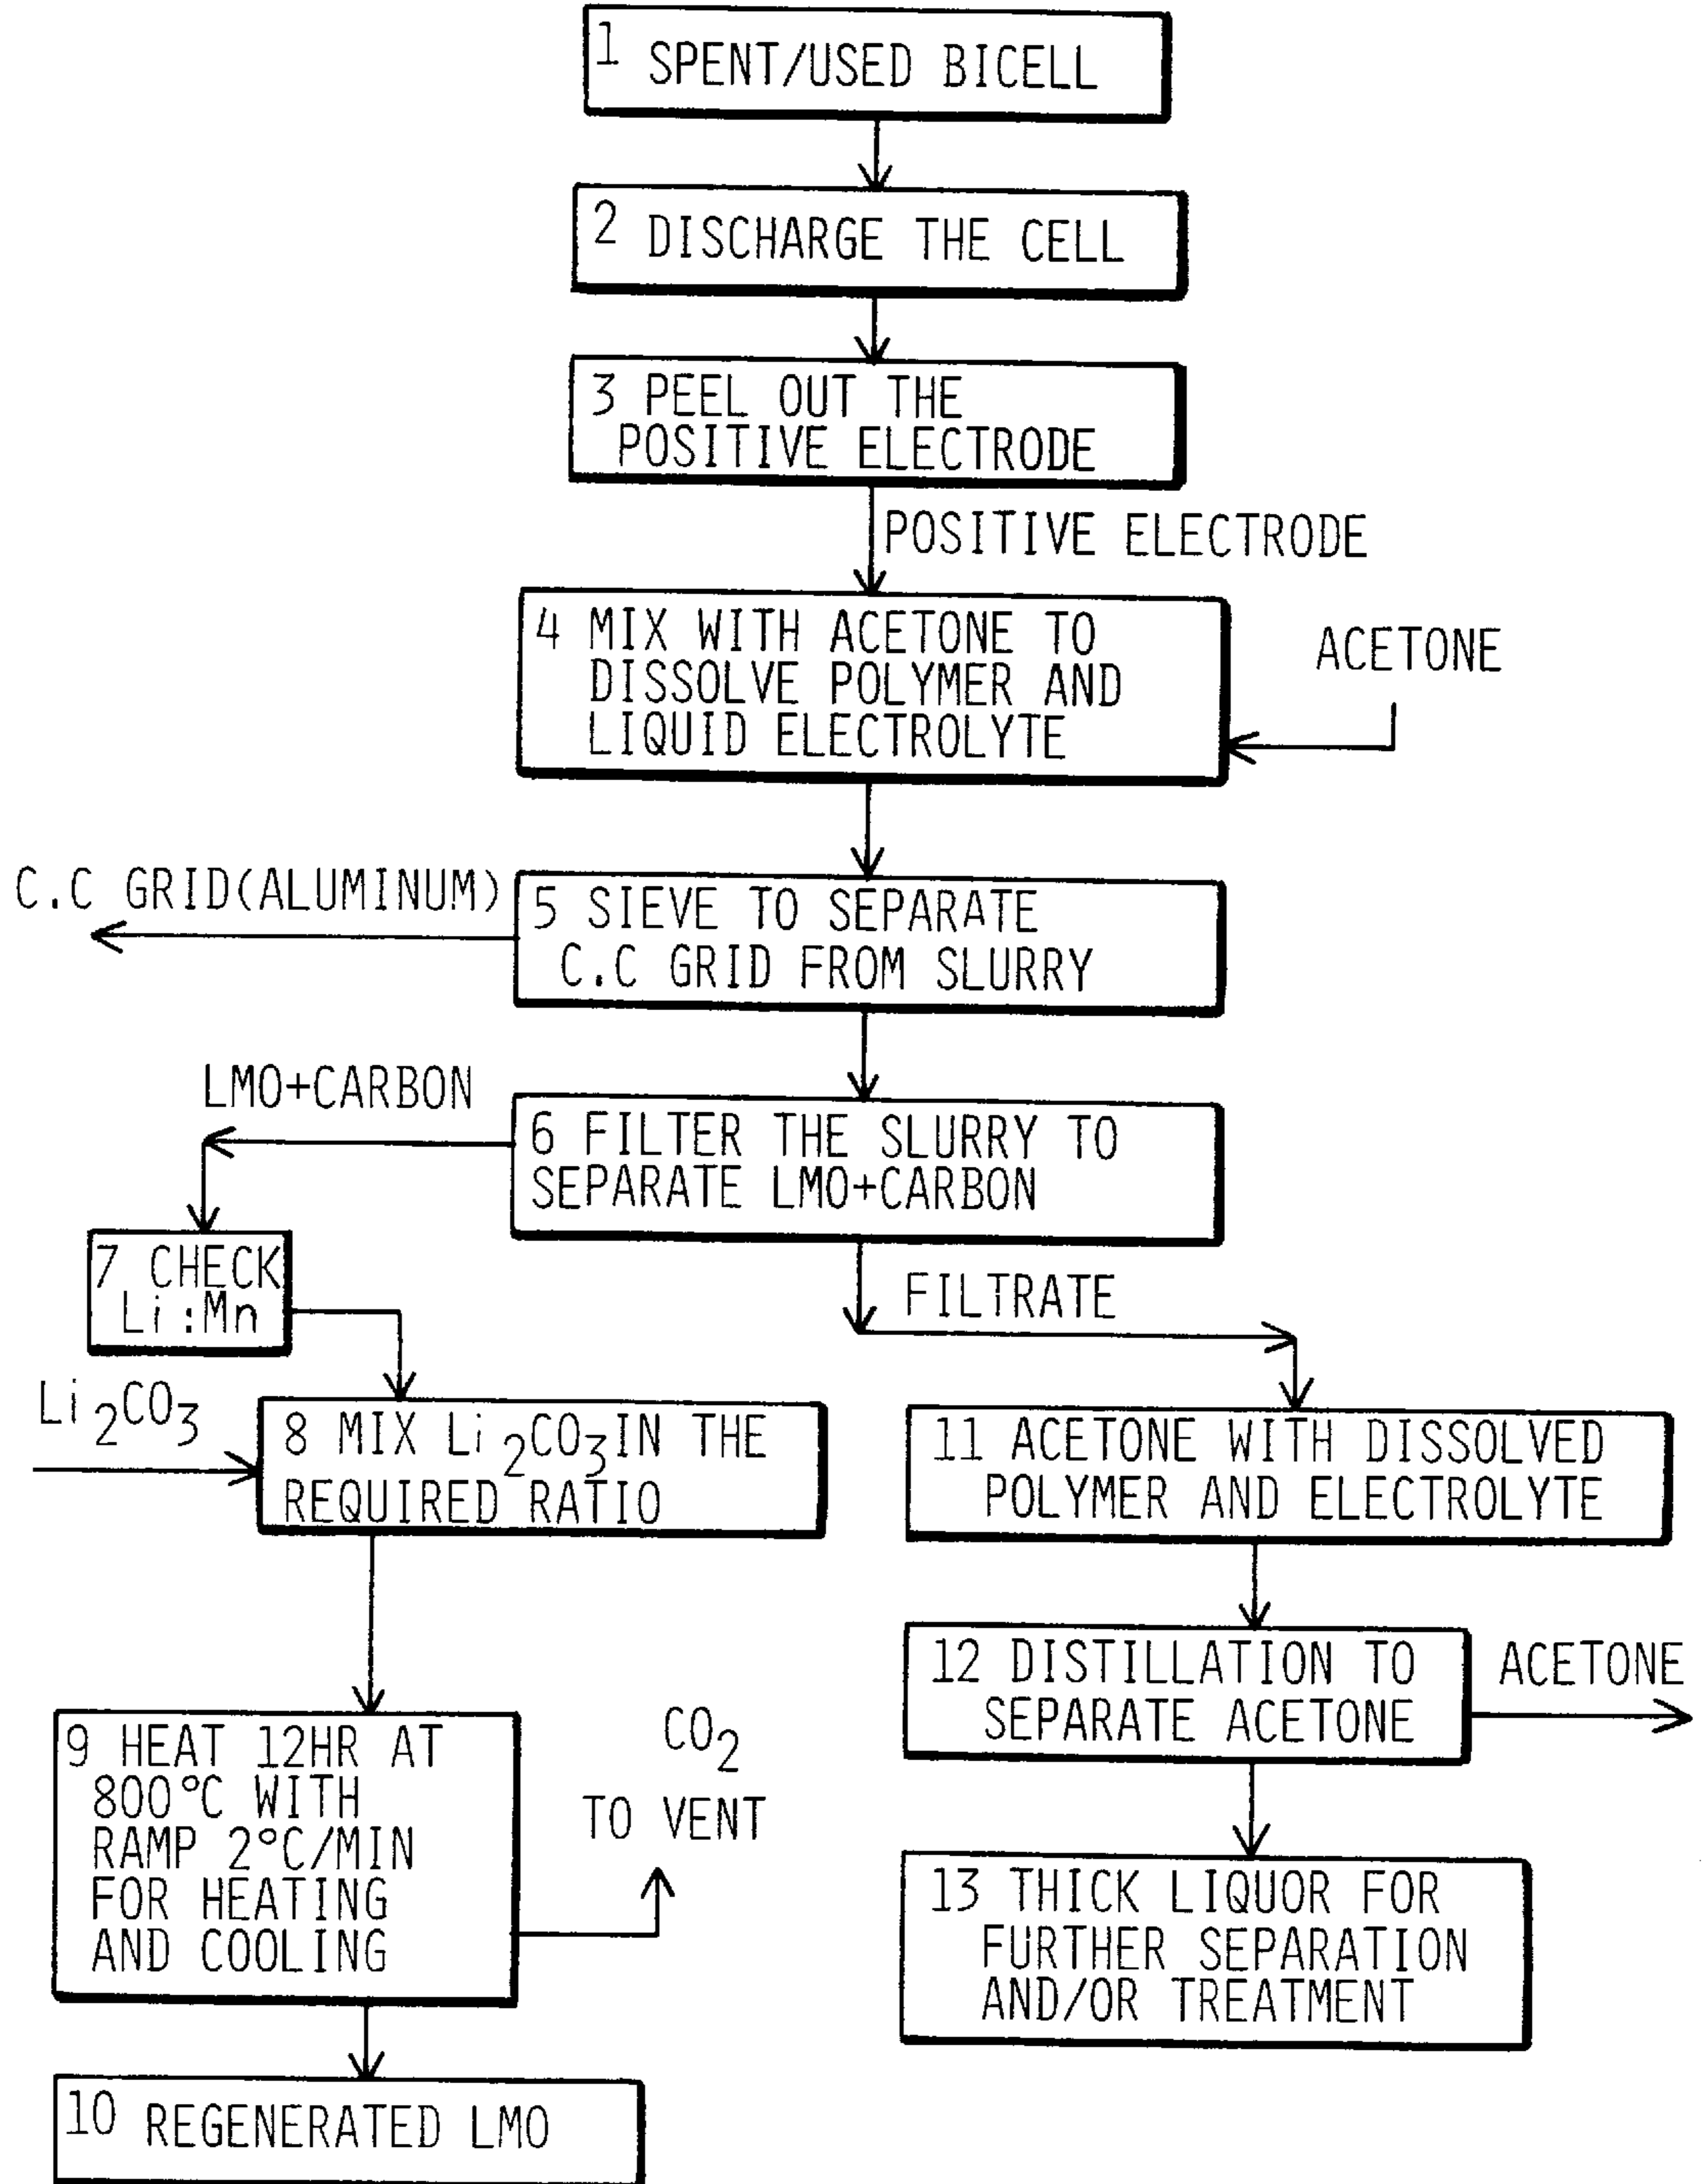 1 SPENT/USED BICELL
2 DISCHARGE THE CELL
3 PEEL OUT THE
POSITIVE ELECTRODE
POSITIVE ELECTRODE
4 MIX WITH ACETONE TO
DISSOLVE POLYMER AND
LIQUID ELECTROLYTE
ACETONE
C.C GRID(ALUMINUM)
5 SIEVE TO SEPARATE
C.C GRID FROM SLURRY
LMO+CARBON
6 FILTER THE SLURRY TO
SEPARATE LMO+CARBON
7 CHECK
Li:Mn
FILTRATE
Li₂CO₃
8 MIX Li₂CO₃ IN THE
REQUIRED RATIO
11 ACETONE WITH DISSOLVED
POLYMER AND ELECTROLYTE
9 HEAT 12HR AT
800°C WITH
RAMP 2°C/MIN
FOR HEATING
AND COOLING
CO₂
TO VENT
12 DISTILLATION TO
SEPARATE ACETONE
ACETONE
13 THICK LIQUOR FOR
FURTHER SEPARATION
AND/OR TREATMENT
10 REGENERATED LMO